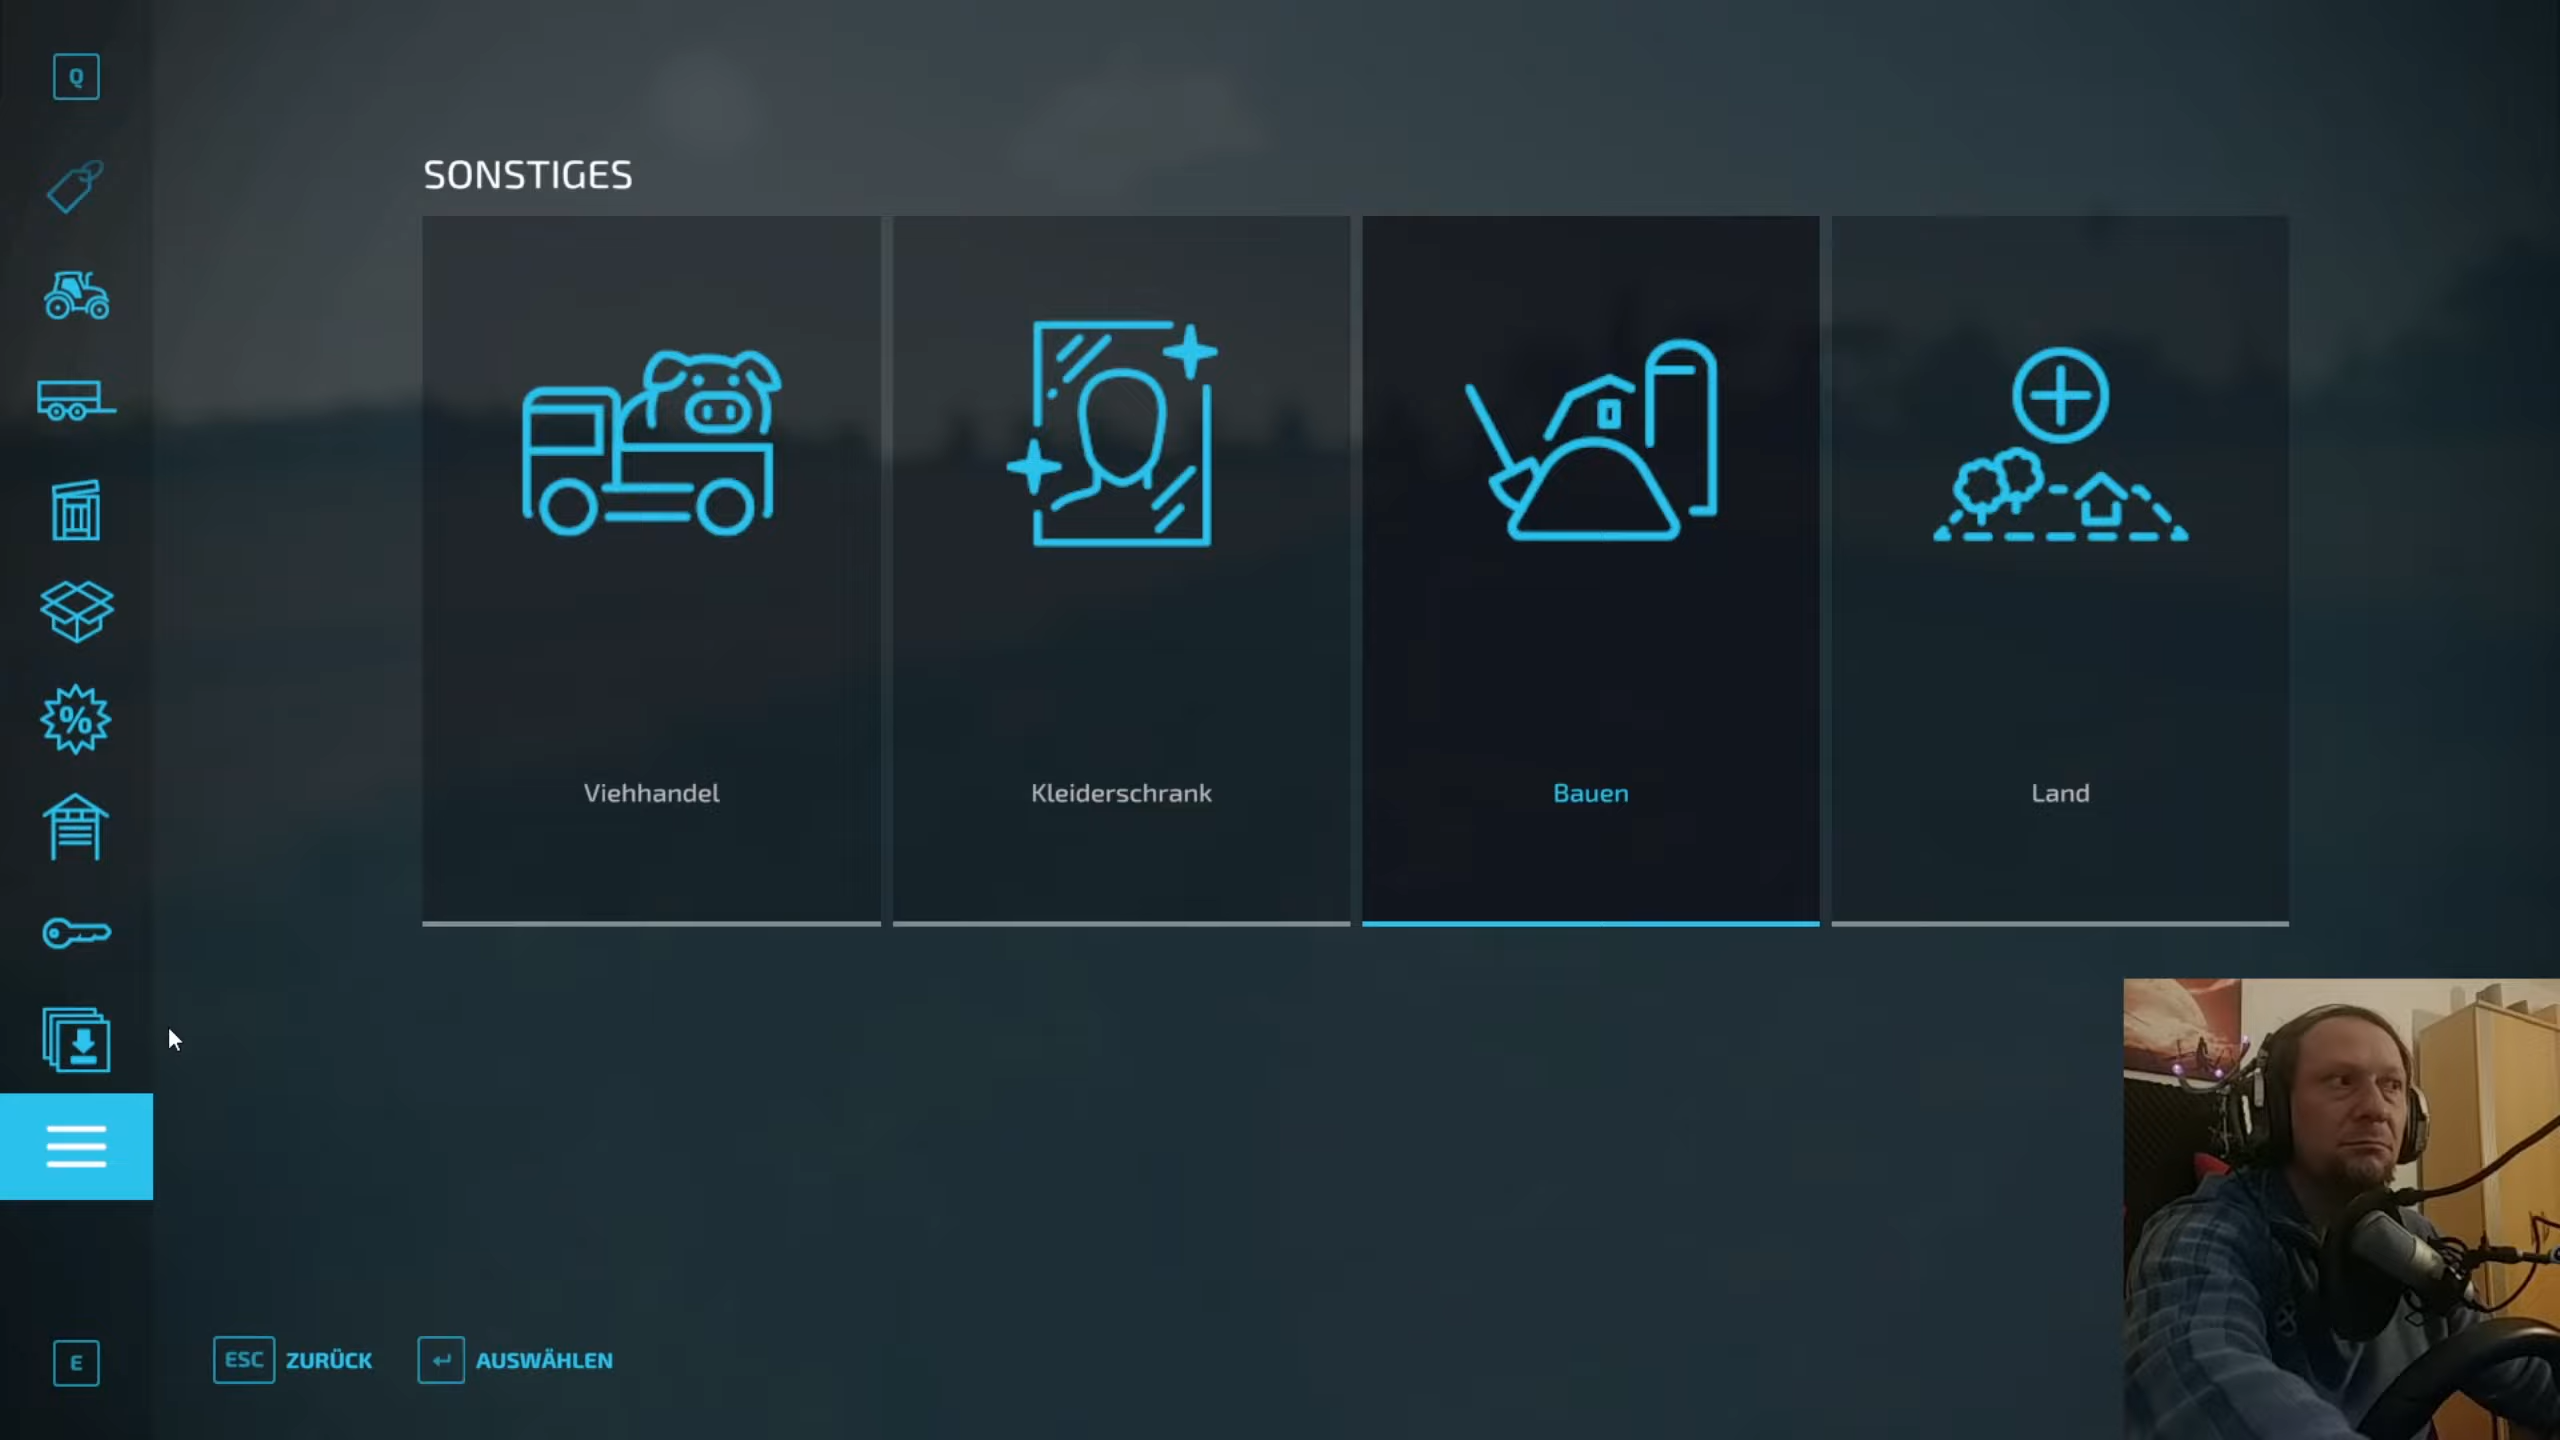 Q
SONSTIGES
%
Viehhandel
Kleiderschrank
Bauen
Land
E
ESC ZURÜCK
AUSWÄHLEN